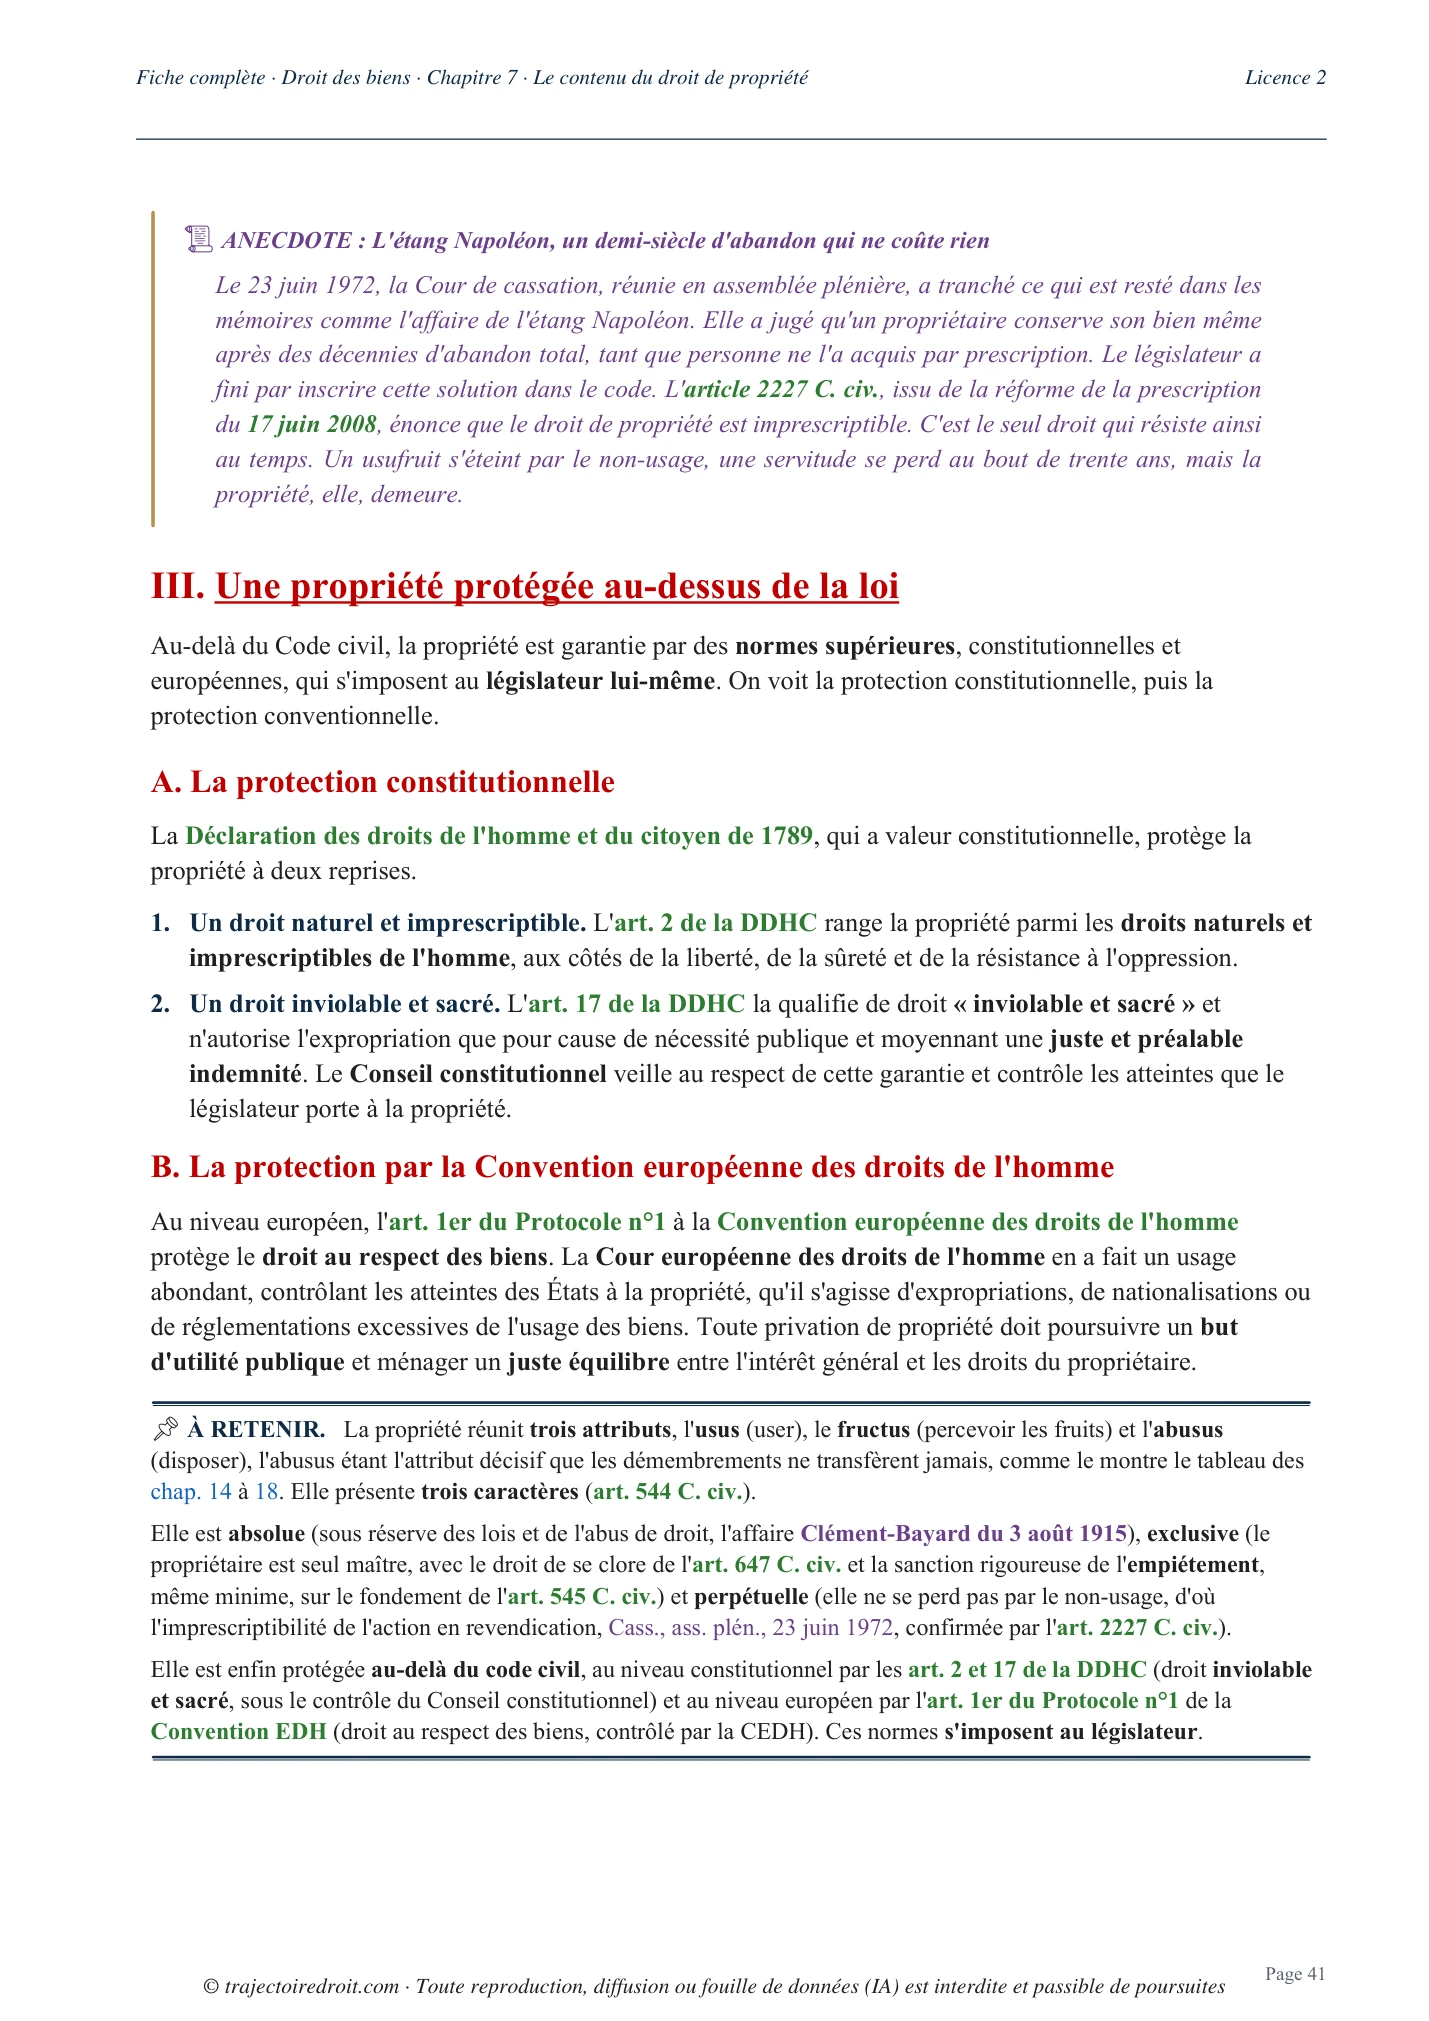 Fiche complète · Droit des biens · Chapitre 7 · Le contenu du droit de propriété Licence 2
ANECDOTE : L'étang Napoléon, un demi-siècle d'abandon qui ne coûte rien
Le 23 juin 1972, la Cour de cassation, réunie en assemblée plénière, a tranché ce qui est resté dans les
mémoires comme l'affaire de l'étang Napoléon. Elle a jugé qu'un propriétaire conserve son bien même
après des décennies d'abandon total, tant que personne ne l'a acquis par prescription. Le législateur a
fini par inscrire cette solution dans le code. L'article 2227 C. civ., issu de la réforme de la prescription
du 17 juin 2008, énonce que le droit de propriété est imprescriptible. C'est le seul droit qui résiste ainsi
au temps. Un usufruit s'éteint par le non-usage, une servitude se perd au bout de trente ans, mais la
propriété, elle, demeure.
III. Une propriété protégée au-dessus de la loi
Au-delà du Code civil, la propriété est garantie par des normes supérieures, constitutionnelles et
européennes, qui s'imposent au législateur lui-même. On voit la protection constitutionnelle, puis la
protection conventionnelle.
A. La protection constitutionnelle
La Déclaration des droits de l'homme et du citoyen de 1789, qui a valeur constitutionnelle, protège la
propriété à deux reprises.
1. Un droit naturel et imprescriptible. L'art. 2 de la DDHC range la propriété parmi les droits naturels et
imprescriptibles de l'homme, aux côtés de la liberté, de la sûreté et de la résistance à l'oppression.
2. Un droit inviolable et sacré. L'art. 17 de la DDHC la qualifie de droit « inviolable et sacré » et
n'autorise l'expropriation que pour cause de nécessité publique et moyennant une juste et préalable
indemnité. Le Conseil constitutionnel veille au respect de cette garantie et contrôle les atteintes que le
législateur porte à la propriété.
B. La protection par la Convention européenne des droits de l'homme
Au niveau européen, l'art. 1er du Protocole n°1 à la Convention européenne des droits de l'homme
protège le droit au respect des biens. La Cour européenne des droits de l'homme en a fait un usage
abondant, contrôlant les atteintes des États à la propriété, qu'il s'agisse d'expropriations, de nationalisations ou
de réglementations excessives de l'usage des biens. Toute privation de propriété doit poursuivre un but
d'utilité publique et ménager un juste équilibre entre l'intérêt général et les droits du propriétaire.
À RETENIR. La propriété réunit trois attributs, l'usus (user), le fructus (percevoir les fruits) et l'abusus
(disposer), l'abusus étant l'attribut décisif que les démembrements ne transfèrent jamais, comme le montre le tableau des
chap. 14 à 18. Elle présente trois caractères (art. 544 C. civ.).
Elle est absolue (sous réserve des lois et de l'abus de droit, l'affaire Clément-Bayard du 3 août 1915), exclusive (le
propriétaire est seul maître, avec le droit de se clore de l'art. 647 C. civ. et la sanction rigoureuse de l'empiétement,
même minime, sur le fondement de l'art. 545 C. civ.) et perpétuelle (elle ne se perd pas par le non-usage, d'où
l'imprescriptibilité de l'action en revendication, Cass., ass. plén., 23 juin 1972, confirmée par l'art. 2227 C. civ.).
Elle est enfin protégée au-delà du code civil, au niveau constitutionnel par les art. 2 et 17 de la DDHC (droit inviolable
et sacré, sous le contrôle du Conseil constitutionnel) et au niveau européen par l'art. 1er du Protocole n°1 de la
Convention EDH (droit au respect des biens, contrôlé par la CEDH). Ces normes s'imposent au législateur.
© trajectoiredroit.com · Toute reproduction, diffusion ou fouille de données (IA) est interdite et passible de poursuites Page 41